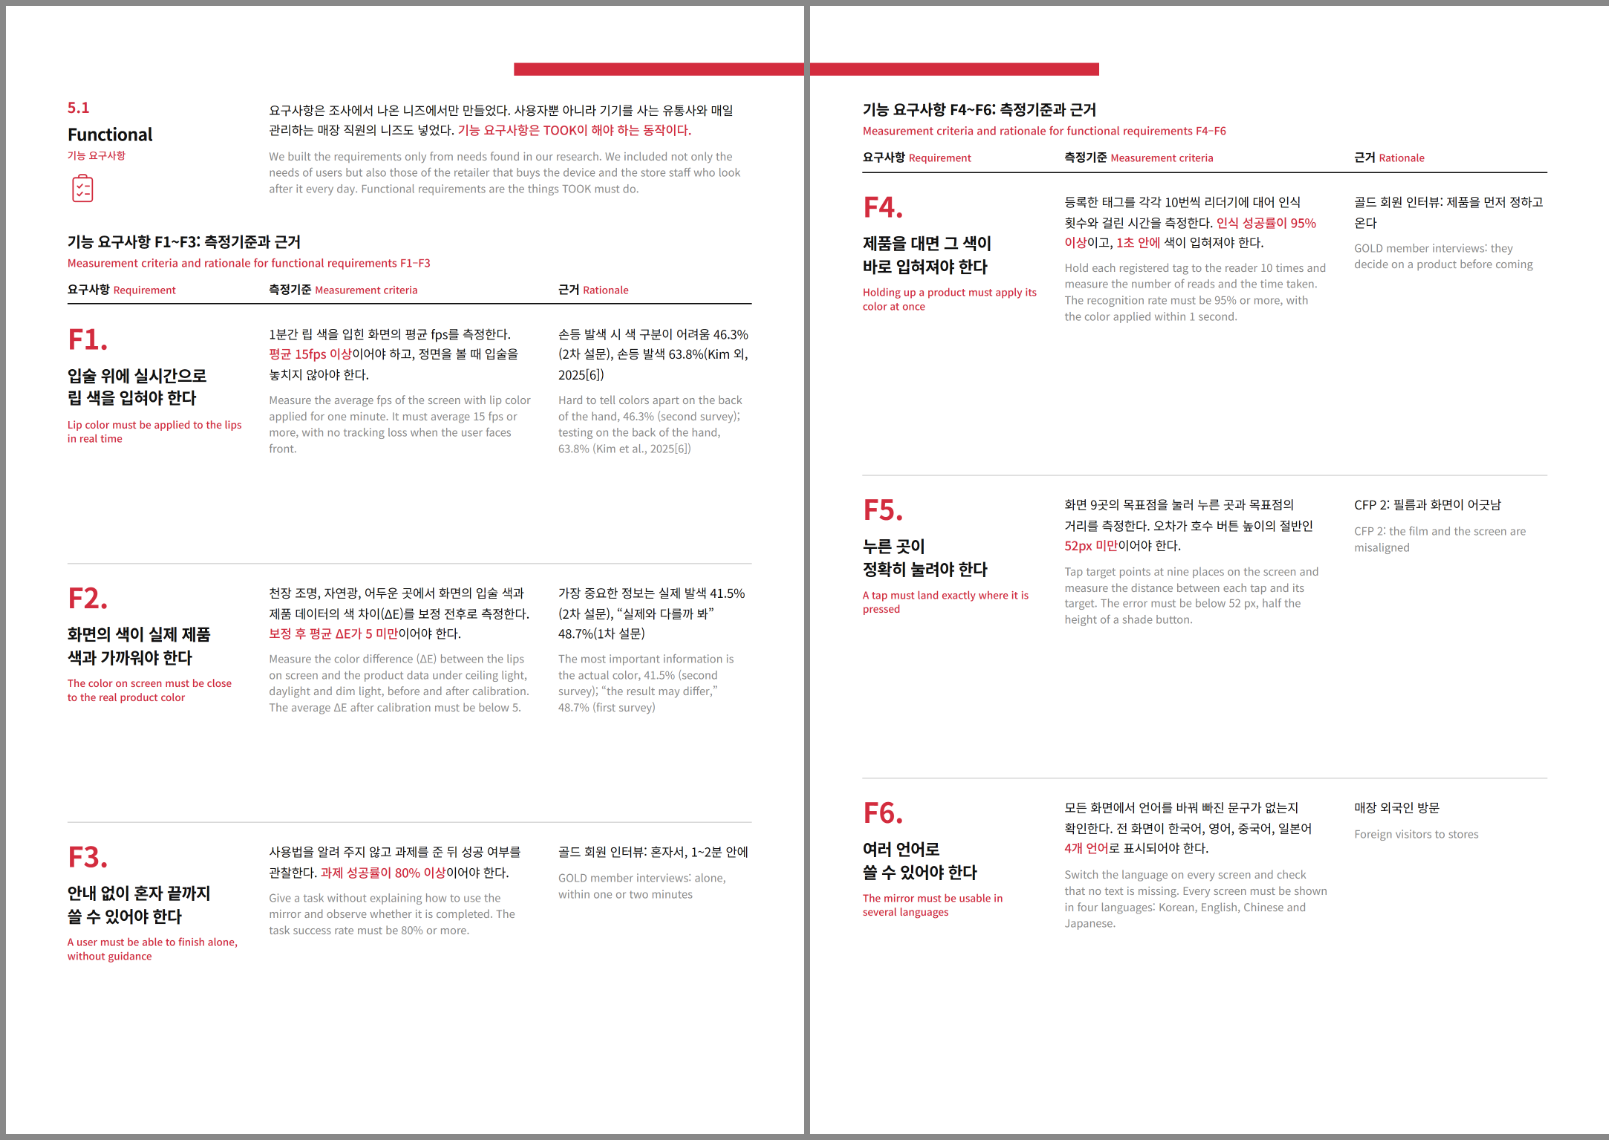 5.1
Functional
기능 요구사항
요구사항은 조사에서 나온 니즈에서만 만들었다. 사용자뿐 아니라 기기를 사는 유통사와 매일
관리하는 매장 직원의 니즈도 넣었다. 기능 요구사항은 TOOK이 해야 하는 동작이다.
We built the requirements only from needs found in our research. We included not only the
needs of users but also those of the retailer that buys the device and the store staff who look
after it every day. Functional requirements are the things TOOK must do.
기능 요구사항 F1~F3: 측정기준과 근거
Measurement criteria and rationale for functional requirements F1–F3
요구사항 Requirement
측정기준 Measurement criteria
근거 Rationale
F1.
입술 위에 실시간으로
립 색을 입혀야 한다
Lip color must be applied to the lips
in real time
1분간 립 색을 입힌 화면의 평균 fps를 측정한다.
평균 15fps 이상이어야 하고, 정면을 볼 때 입술을
놓치지 않아야 한다.
Measure the average fps of the screen with lip color
applied for one minute. It must average 15 fps or
more, with no tracking loss when the user faces
front.
손등 발색 시 색 구분이 어려움 46.3%
(2차 설문), 손등 발색 63.8%(Kim 외,
2025[6])
Hard to tell colors apart on the back
of the hand, 46.3% (second survey);
testing on the back of the hand,
63.8% (Kim et al., 2025[6])
F2.
화면의 색이 실제 제품
색과 가까워야 한다
The color on screen must be close
to the real product color
천장 조명, 자연광, 어두운 곳에서 화면의 입술 색과
제품 데이터의 색 차이(ΔE)를 보정 전후로 측정한다.
보정 후 평균 ΔE가 5 미만이어야 한다.
Measure the color difference (ΔE) between the lips
on screen and the product data under ceiling light,
daylight and dim light, before and after calibration.
The average ΔE after calibration must be below 5.
가장 중요한 정보는 실제 발색 41.5%
(2차 설문), “실제와 다를까 봐”
48.7%(1차 설문)
The most important information is
the actual color, 41.5% (second
survey); “the result may differ,”
48.7% (first survey)
F3.
안내 없이 혼자 끝까지
쓸 수 있어야 한다
A user must be able to finish alone,
without guidance
사용법을 알려 주지 않고 과제를 준 뒤 성공 여부를
관찰한다. 과제 성공률이 80% 이상이어야 한다.
Give a task without explaining how to use the
mirror and observe whether it is completed. The
task success rate must be 80% or more.
골드 회원 인터뷰: 혼자서, 1~2분 안에
GOLD member interviews: alone,
within one or two minutes
기능 요구사항 F4~F6: 측정기준과 근거
Measurement criteria and rationale for functional requirements F4–F6
요구사항 Requirement
측정기준 Measurement criteria
근거 Rationale
F4.
제품을 대면 그 색이
바로 입혀져야 한다
Holding up a product must apply its
color at once
등록한 태그를 각각 10번씩 리더기에 대어 인식
횟수와 걸린 시간을 측정한다. 인식 성공률이 95%
이상이고, 1초 안에 색이 입혀져야 한다.
Hold each registered tag to the reader 10 times and
measure the number of reads and the time taken.
The recognition rate must be 95% or more, with
the color applied within 1 second.
골드 회원 인터뷰: 제품을 먼저 정하고
온다
GOLD member interviews: they
decide on a product before coming
F5.
누른 곳이
정확히 눌려야 한다
A tap must land exactly where it is
pressed
화면 9곳의 목표점을 눌러 누른 곳과 목표점의
거리를 측정한다. 오차가 호수 버튼 높이의 절반인
52px 미만이어야 한다.
Tap target points at nine places on the screen and
measure the distance between each tap and its
target. The error must be below 52 px, half the
height of a shade button.
CFP 2: 필름과 화면이 어긋남
CFP 2: the film and the screen are
misaligned
F6.
여러 언어로
쓸 수 있어야 한다
The mirror must be usable in
several languages
모든 화면에서 언어를 바꿔 빠진 문구가 없는지
확인한다. 전 화면이 한국어, 영어, 중국어, 일본어
4개 언어로 표시되어야 한다.
Switch the language on every screen and check
that no text is missing. Every screen must be shown
in four languages: Korean, English, Chinese and
Japanese.
매장 외국인 방문
Foreign visitors to stores